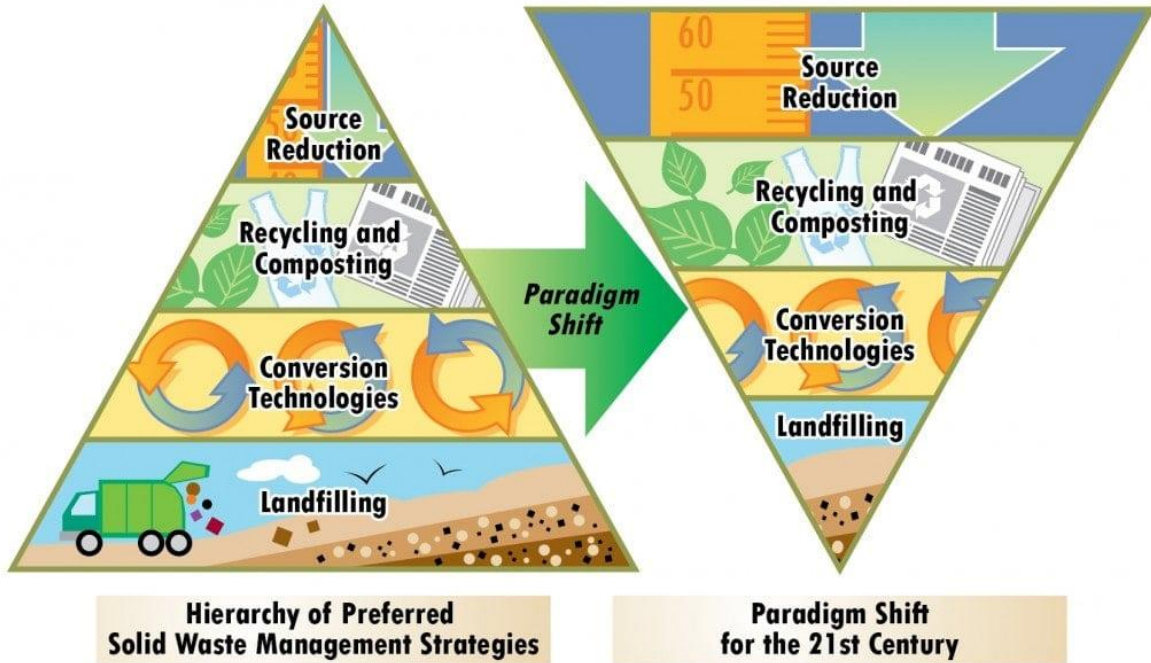 Source
Reduction
Recycling and
Composting
Conversion
Technologies
Landfilling
Paradigm
Shift
60
50
Source
Reduction
Recycling and
Composting
Conversion
Technologies
Landfilling
Hierarchy of Preferred
Solid Waste Management Strategies
Paradigm Shift
for the 21st Century